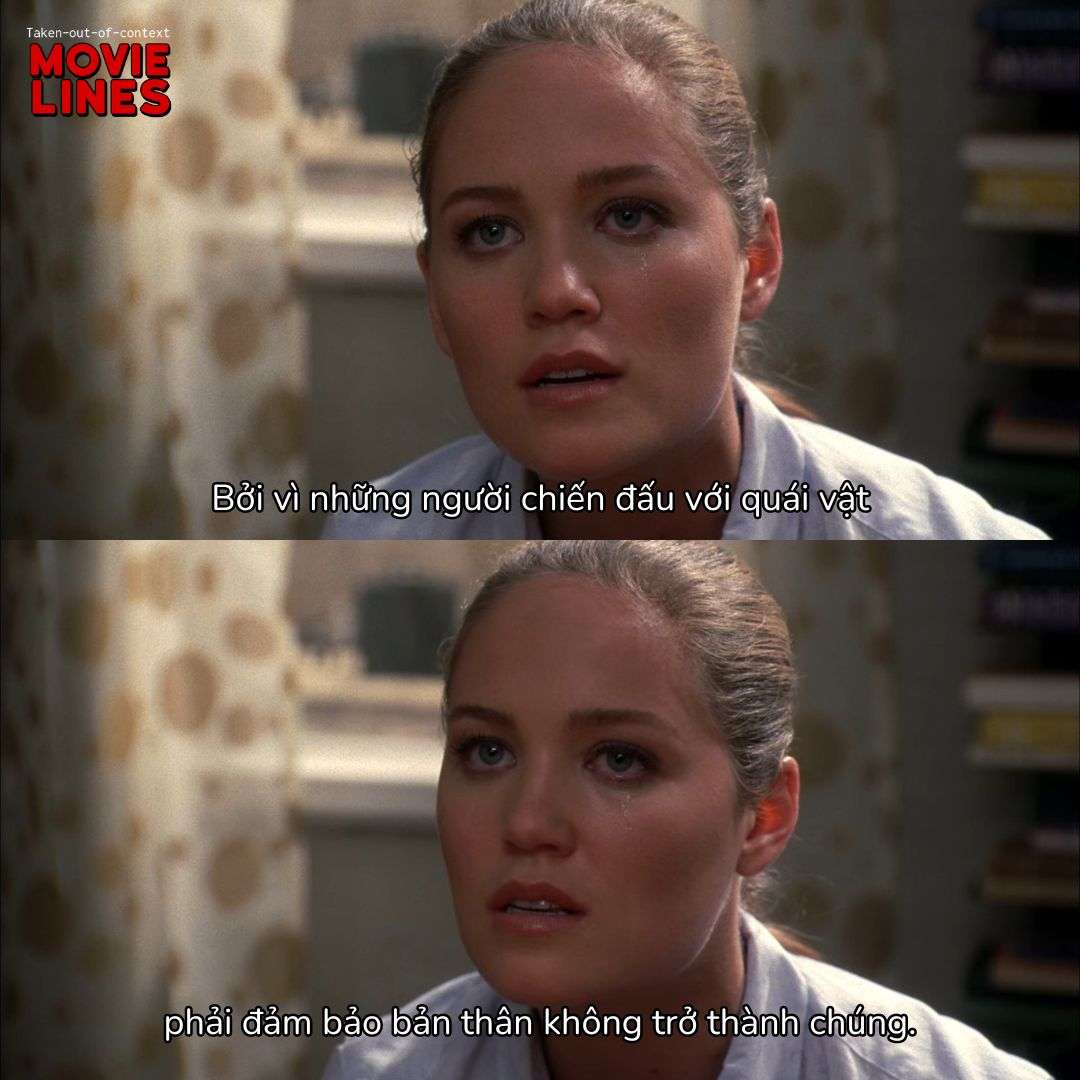 Taken-out-of-context
MOVIE
LINES
Bởi vì những người chiến đấu với quái vật
phải đảm bảo bản thân không trở thành chúng.